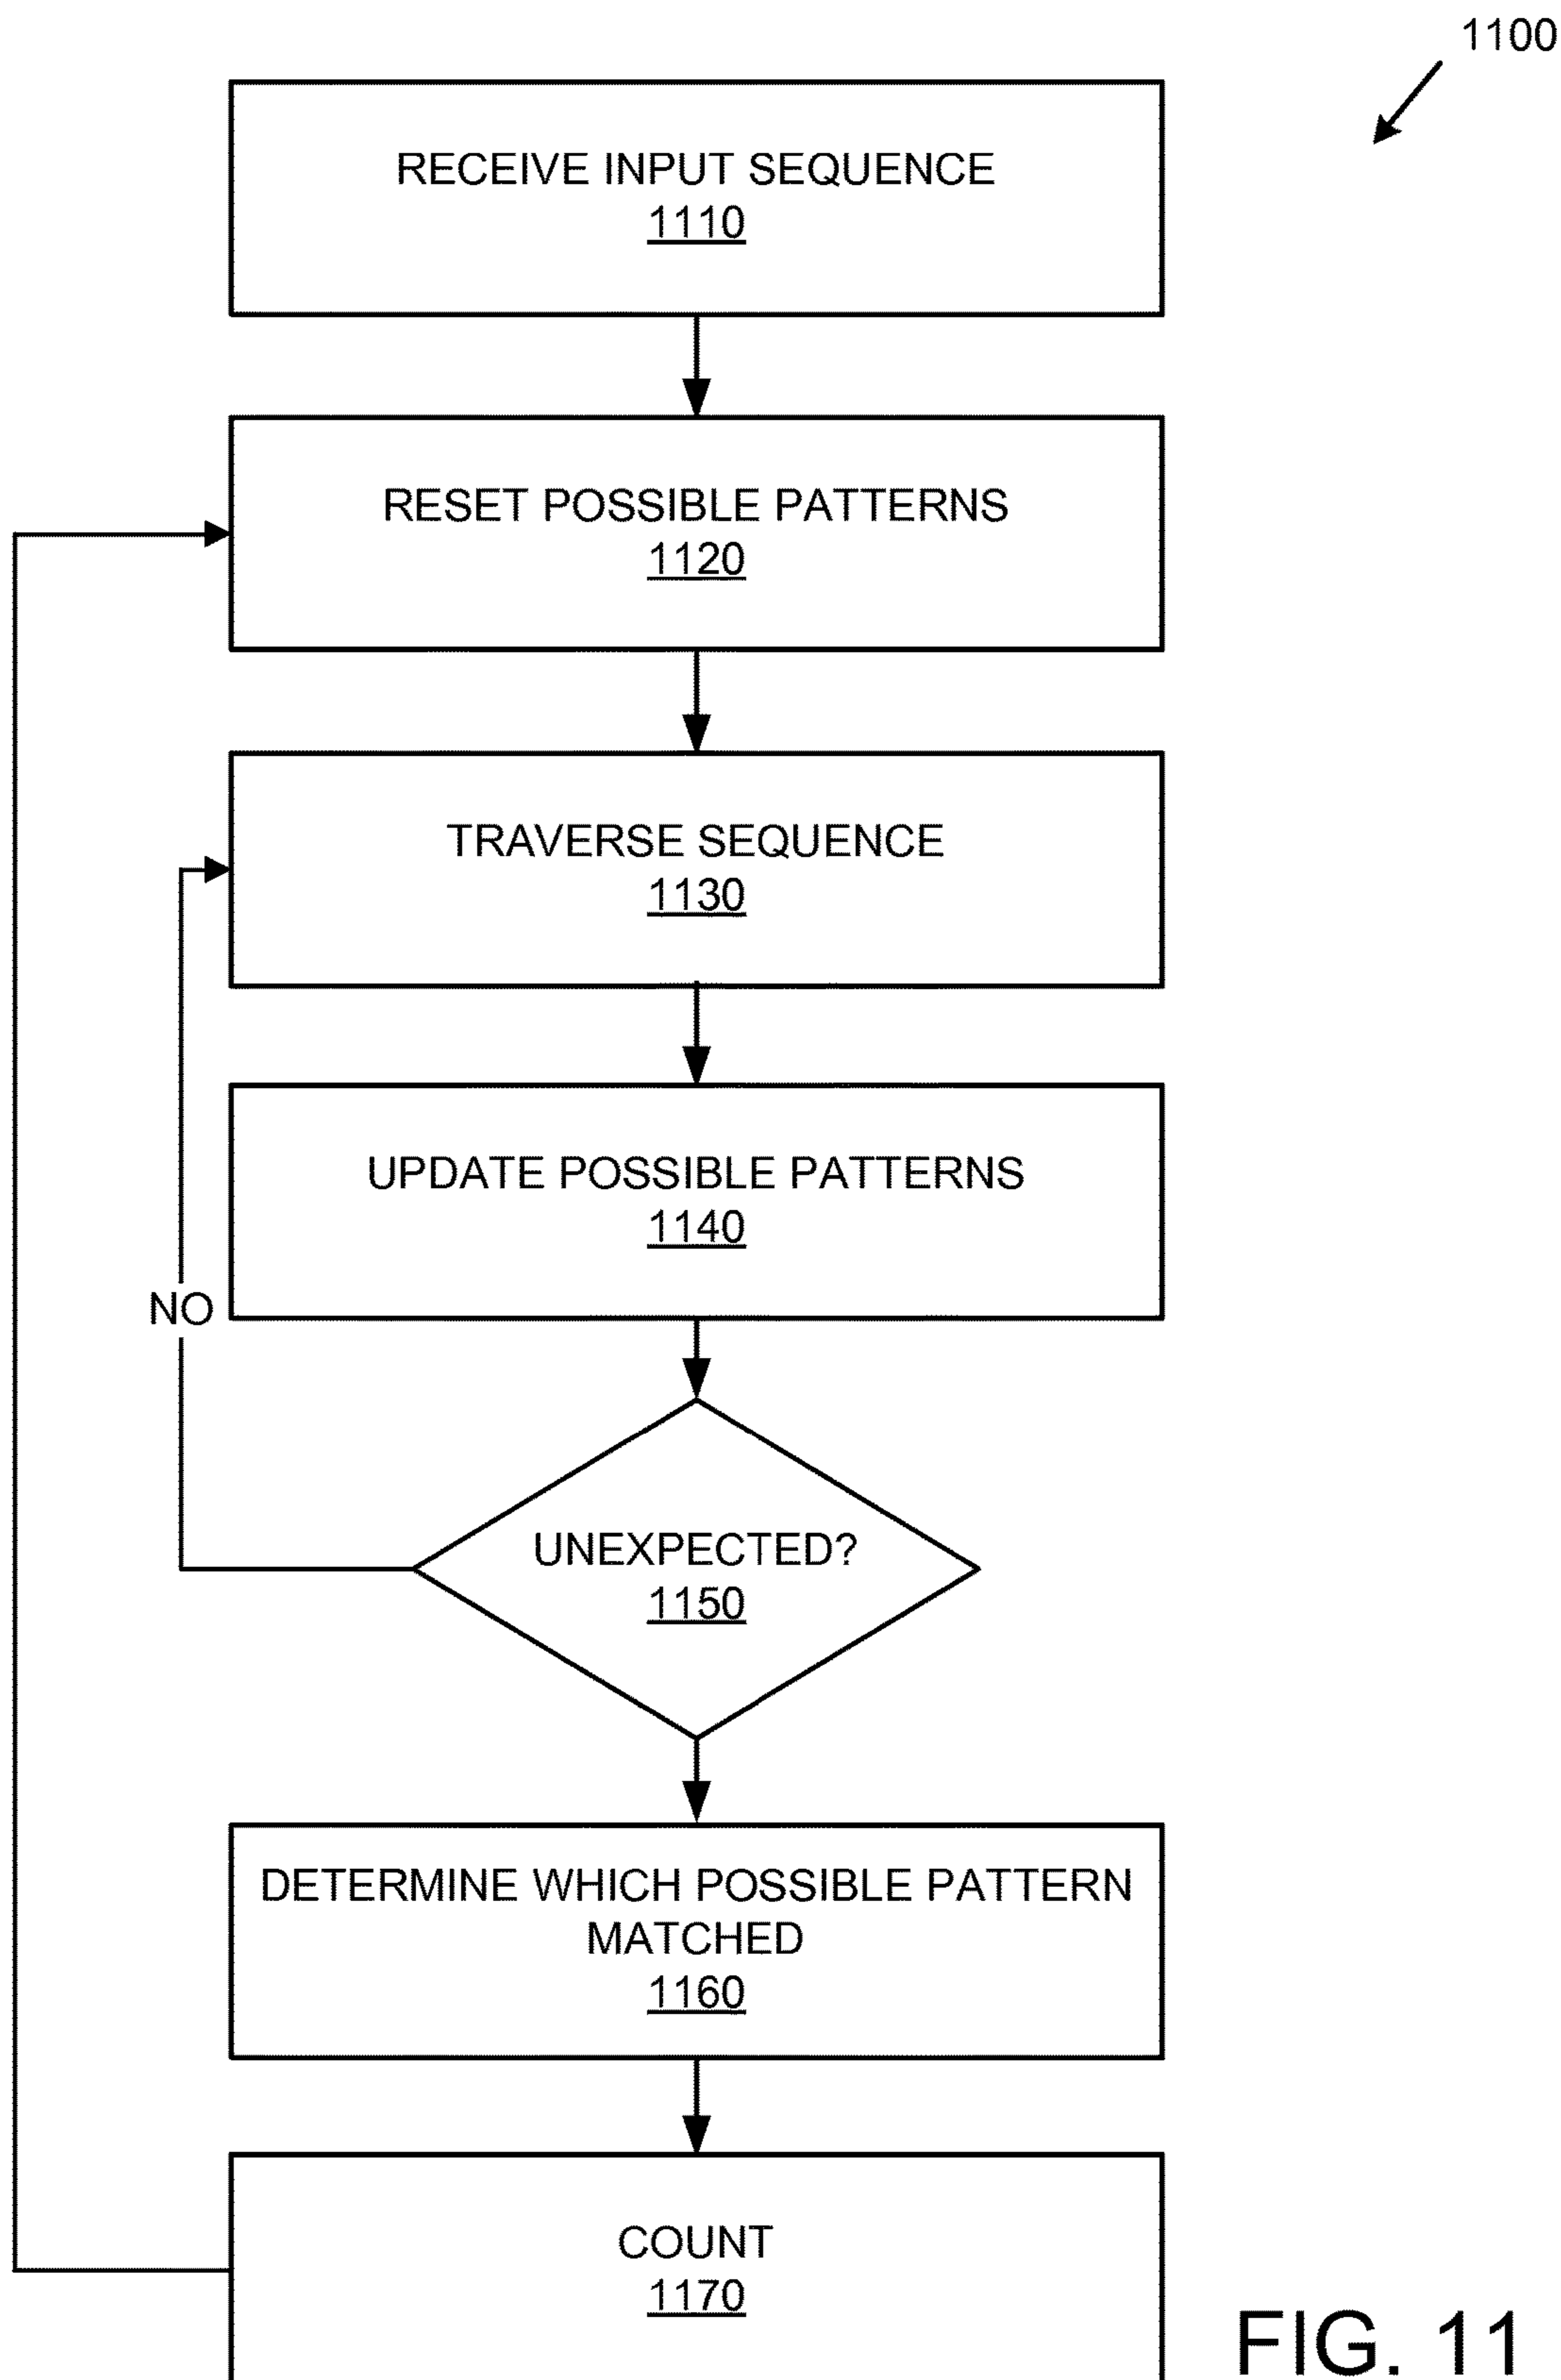 1100
RECEIVE INPUT SEQUENCE
1110
RESET POSSIBLE PATTERNS
1120
TRAVERSE SEQUENCE
1130
UPDATE POSSIBLE PATTERNS
1140
NO
UNEXPECTED?
1150
DETERMINE WHICH POSSIBLE PATTERN
MATCHED
1160
COUNT
1170
FIG. 11